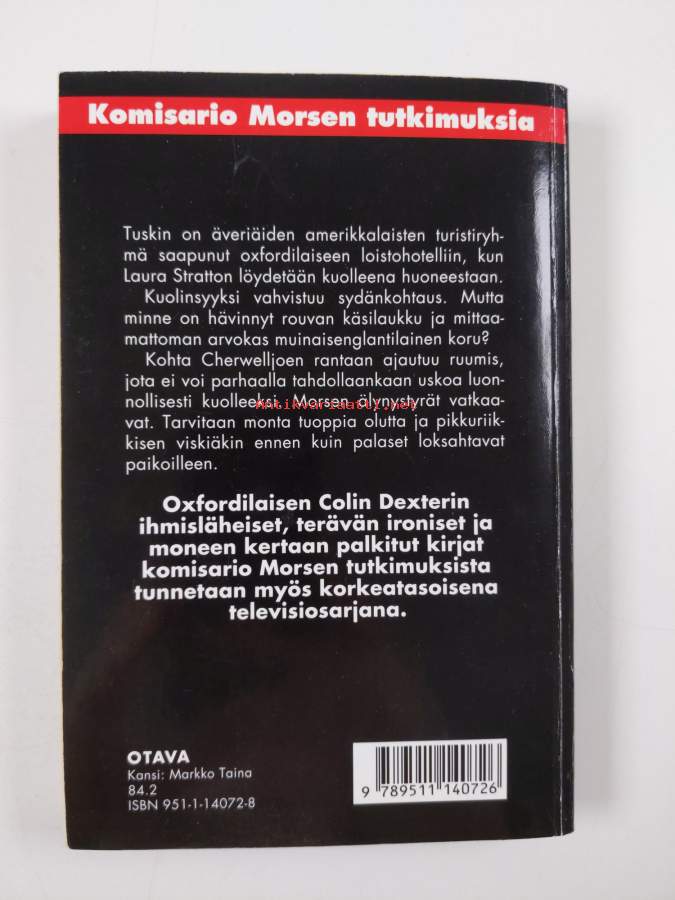 Komisario Morsen tutkimuksia
Tuskin on äveriäiden amerikkalaisten turistiryh-
mä saapunut oxfordilaiseen loistohotelliin, kun
Laura Stratton löydetään kuolleena huoneestaan.
Kuolinsyyksi vahvistuu sydänkohtaus. Mutta
minne on hävinnyt rouvan käsilaukku ja mittaa-
mattoman arvokas muinaisenglantilainen koru?
Kohta Cherwelljoen rantaan ajautuu ruumis,
jota ei voi parhaalla tahdollaankaan uskoa luon-
nollisesti kuolleeksi. Morsen älynystyrät vatkaa-
Antikvariaatti.net
vat. Tarvitaan monta tuoppia olutta ja pikkuriik-
kisen viskiäkin ennen kuin palaset loksahtavat
paikoilleen.
Oxfordilaisen Colin Dexterin
ihmisläheiset, terävän ironiset ja
moneen kertaan palkitut kirjat
komisario Morsen tutkimuksista
tunnetaan myös korkeatasoisena
televisiosarjana.
OTAVA
Kansi: Markko Taina
84.2
ISBN 951-1-14072-8
9 789511 140726